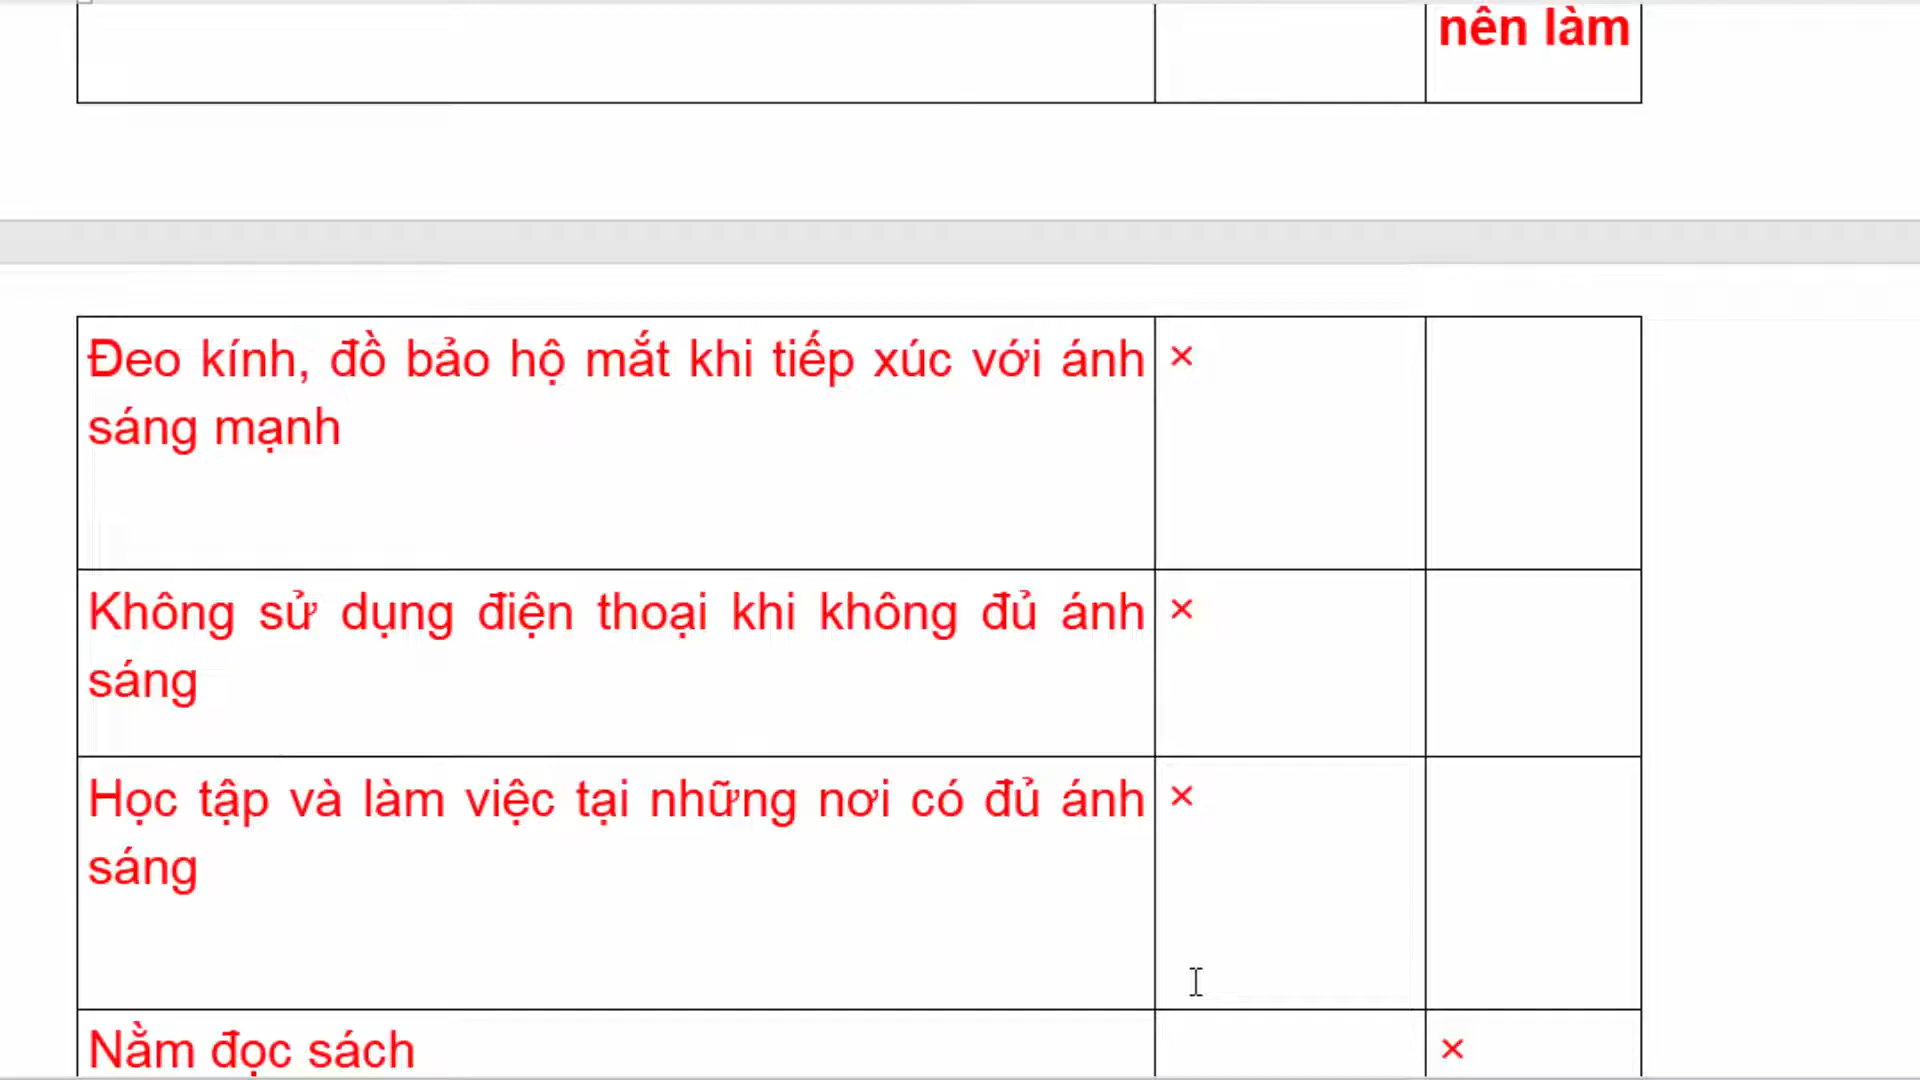 nên làm
Đeo kính, đồ bảo hộ mắt khi tiếp xúc với ánh ×
sáng mạnh
Không sử dụng điện thoại khi không đủ ánh ×
sáng
Học tập và làm việc tại những nơi có đủ ánh ×
sáng
Nằm đọc sách ×